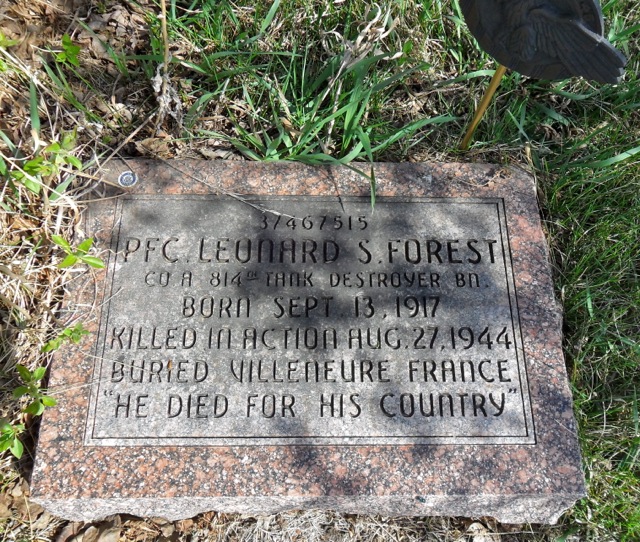 37467515
PFC. LEONARD S. FOREST
CO A 814TH TANK DESTROYER BN.
BORN SEPT. 13, 1917
KILLED IN ACTION AUG. 27, 1944
BURIED VILLENEURE FRANCE
"HE DIED FOR HIS COUNTRY"